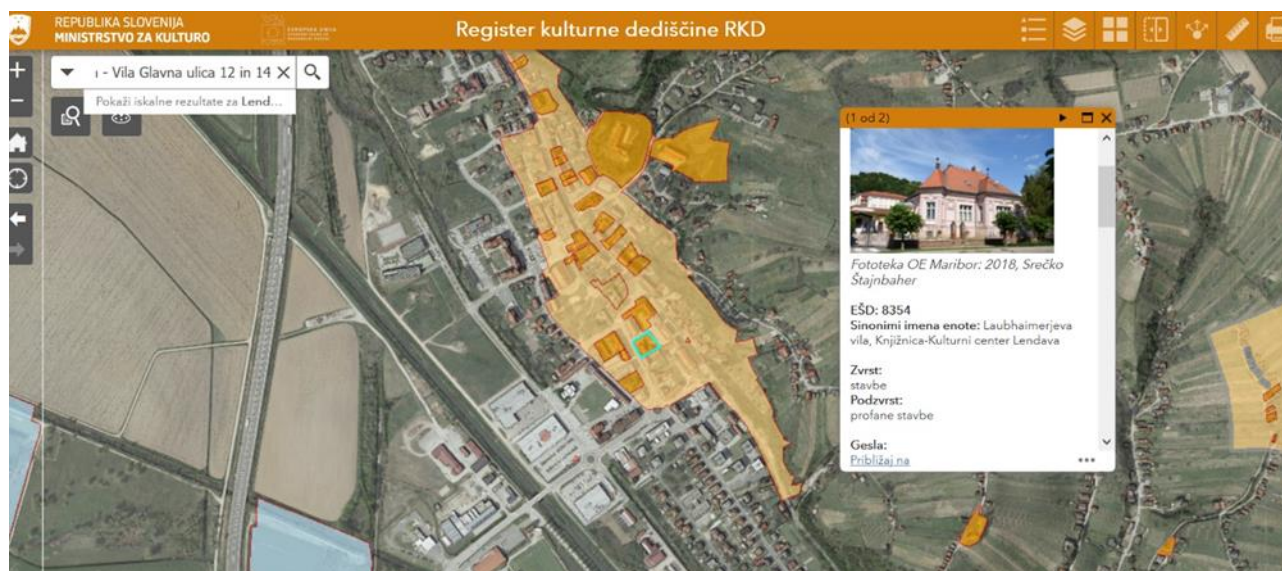 REPUBLIKA SLOVENIJA
MINISTRSTVO ZA KULTURO
Register kulturne dediščine RKD
ı - Vila Glavna ulica 12 in 14
Pokaži iskalne rezultate za Lend...
(1 od 2)
Fototeka OE Maribor: 2018, Srečko
Štajnbaher
EŠD: 8354
Sinonimi imena enote: Laubhaimerjeva
vila, Knjižnica-Kulturni center Lendava
Zvrst:
stavbe
Podzvrst:
profane stavbe
Gesla:
Približaj na